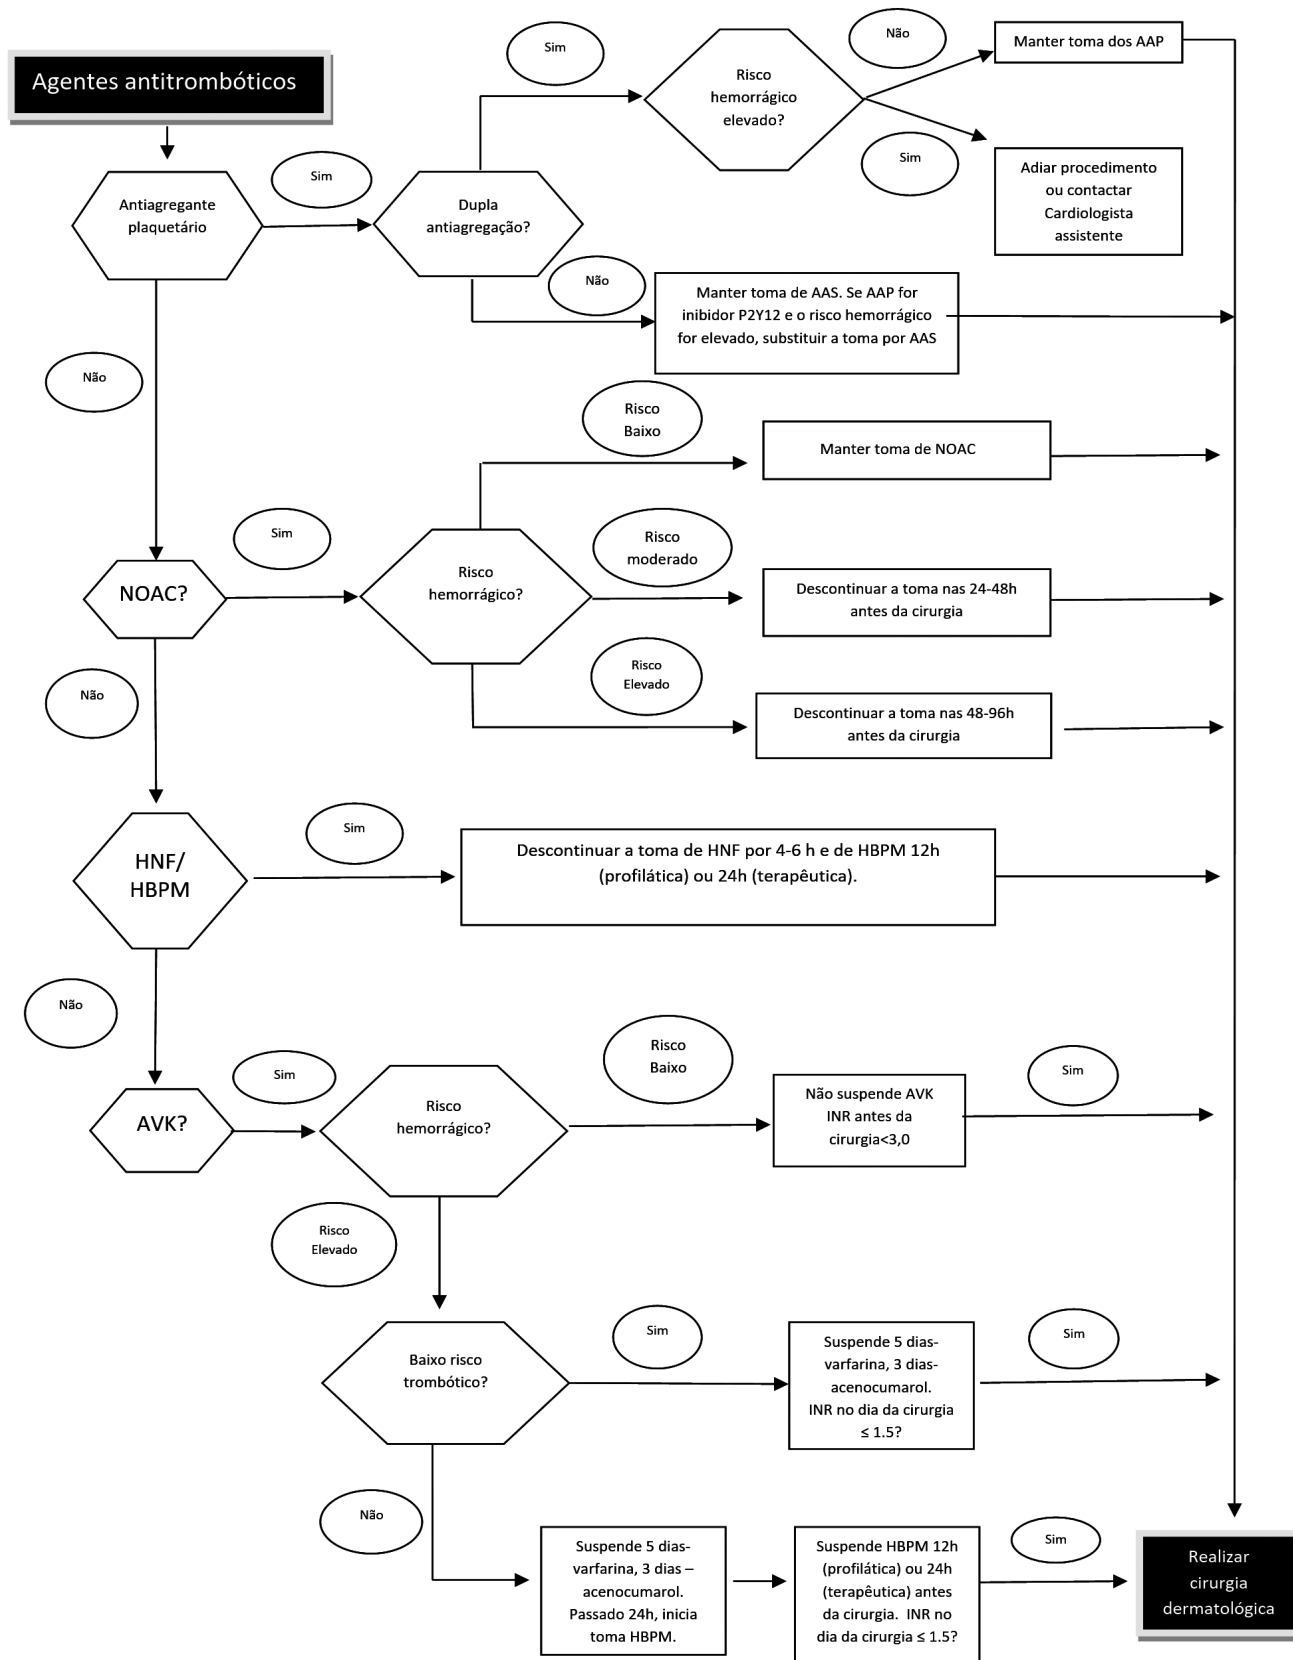 Agentes antitrombóticos
Sim
Risco
hemorrágico
elevado?
Não
Manter toma dos AAP
Sim
Adiar procedimento
ou contactar
Cardiologista
assistente
Antiagregante
plaquetário
Sim
Dupla
antiagregação?
Não
Manter toma de AAS. Se AAP for
inibidor P2Y12 e o risco hemorrágico
for elevado, substituir a toma por AAS
Não
Risco
Baixo
Manter toma de NOAC
NOAC?
Sim
Risco
hemorrágico?
Risco
moderado
Descontinuar a toma nas 24-48h
antes da cirurgia
Risco
Elevado
Descontinuar a toma nas 48-96h
antes da cirurgia
Não
HNF/
HBPM
Sim
Descontinuar a toma de HNF por 4-6 h e de HBPM 12h
(profilática) ou 24h (terapêutica).
Não
AVK?
Sim
Risco
hemorrágico?
Risco
Baixo
Não suspende AVK
INR antes da
cirurgia<3,0
Sim
Risco
Elevado
Baixo risco
trombótico?
Sim
Suspende 5 dias-
varfarina, 3 dias-
acenocumarol.
INR no dia da cirurgia
≤ 1.5?
Sim
Não
Suspende 5 dias-
varfarina, 3 dias –
acenocumarol.
Passado 24h, inicia
toma HBPM.
Suspende HBPM 12h
(profilática) ou 24h
(terapêutica) antes
da cirurgia. INR no
dia da cirurgia ≤ 1.5?
Sim
Realizar
cirurgia
dermatológica